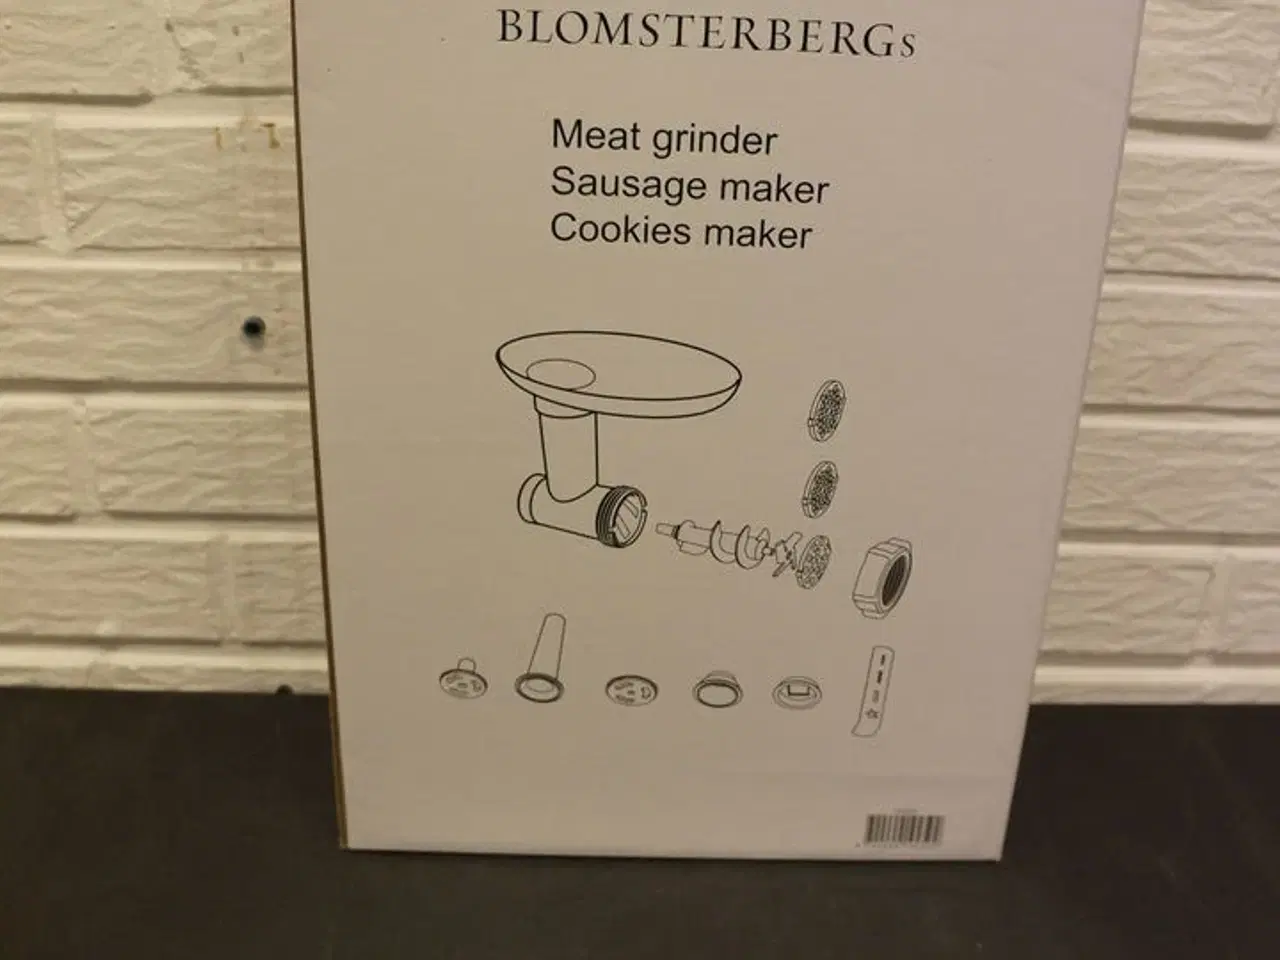 BLOMSTERBERGS
Meat grinder
Sausage maker
Cookies maker